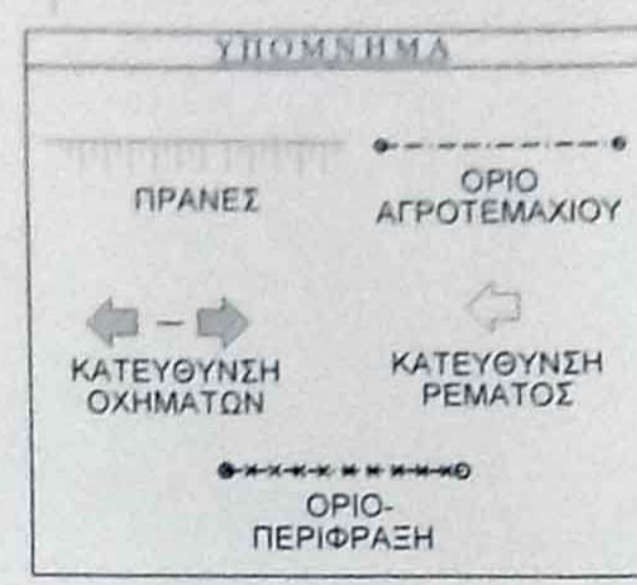 ΥΠΟΜΝΗΜΑ
ΠΡΑΝΕΣ
ΟΡΙΟ
ΑΓΡΟΤΕΜΑΧΙΟΥ
ΚΑΤΕΥΘΥΝΣΗ
ΟΧΗΜΑΤΩΝ
ΚΑΤΕΥΘΥΝΣΗ
ΡΕΜΑΤΟΣ
ΟΡΙΟ-
ΠΕΡΙΦΡΑΞΗ